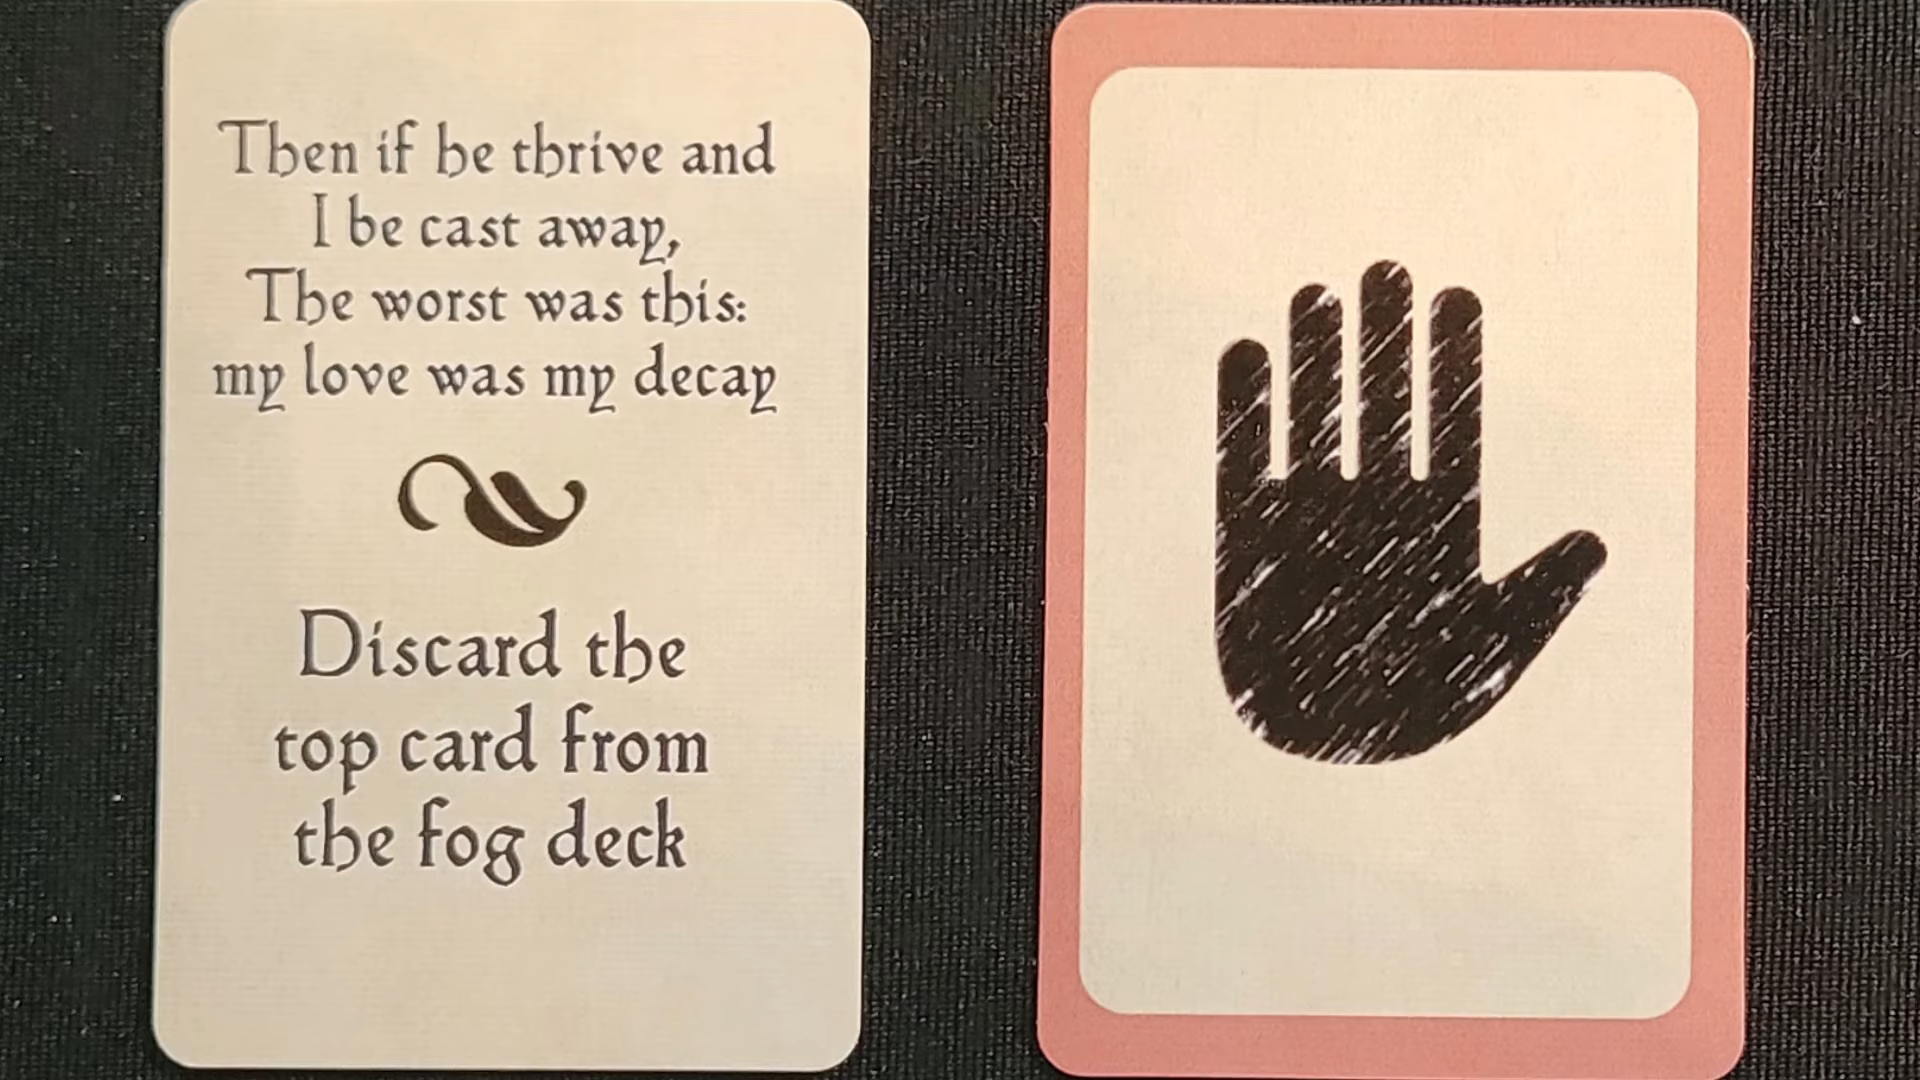 Then if he thrive and
I be cast away,
The worst was this:
my love was my decay
Discard the
top card from
the fog deck